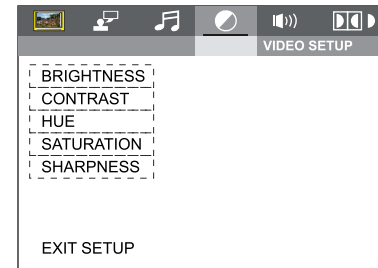 VIDEO SETUP
BRIGHTNESS
CONTRAST
HUE
SATURATION
SHARPNESS
EXIT SETUP